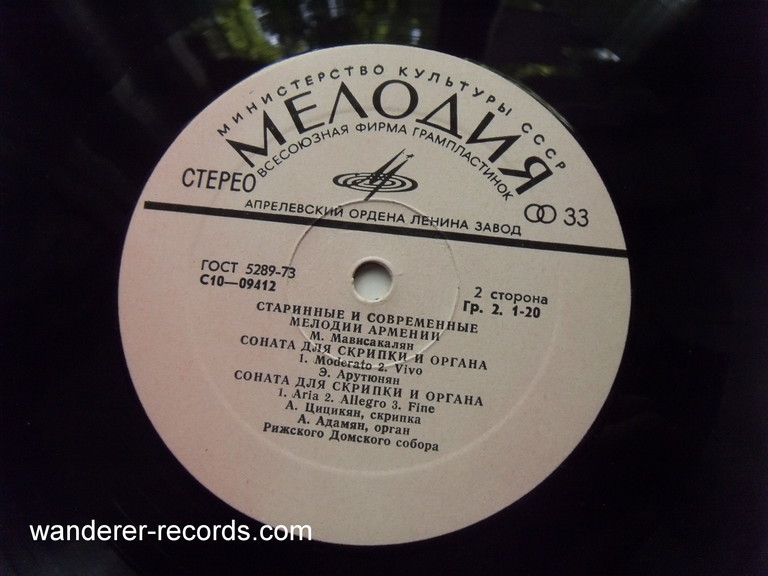 МИНИСТЕРСТВО КУЛЬТУРЫ СССР
МЕЛОДИЯ
ВСЕСОЮЗНАЯ ФИРМА ГРАМПЛАСТИНОК
СТЕРЕО
33
АПРЕЛЕВСКИЙ ОРДЕНА ЛЕНИНА ЗАВОД
ГОСТ 5289-73
С10—09412
2 сторона
Гр. 2. 1-20
СТАРИННЫЕ И СОВРЕМЕННЫЕ
МЕЛОДИИ АРМЕНИИ
М. Мависакалян
СОНАТА ДЛЯ СКРИПКИ И ОРГАНА
1. Moderato 2. Vivo
Э. Арутюнян
СОНАТА ДЛЯ СКРИПКИ И ОРГАНА
1. Aria 2. Allegro 3. Fine
А. Цицикян, скрипка
А. Адамян, орган
Рижского Домского собора
wanderer-records.com